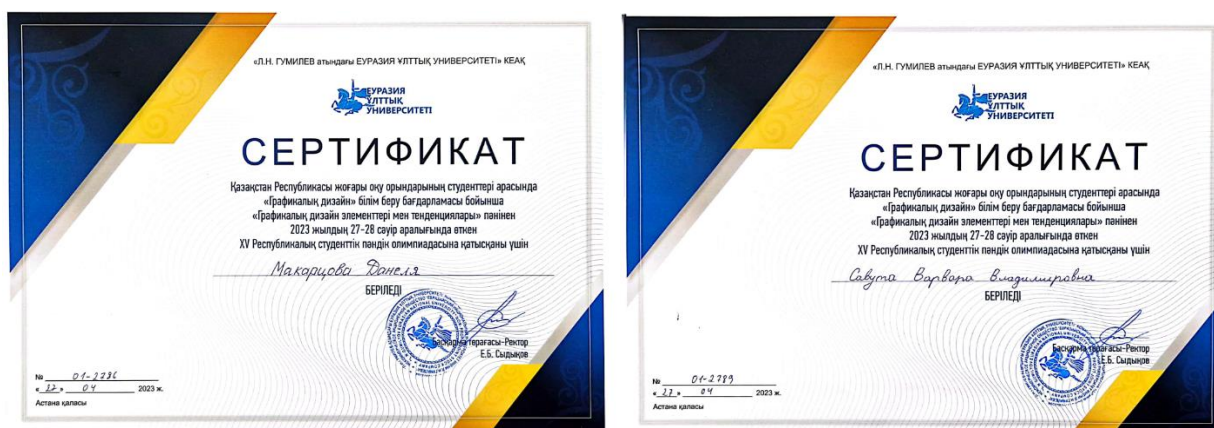 «Л.Н. ГУМИЛЕВ атындағы ЕУРАЗИЯ ҰЛТТЫҚ УНИВЕРСИТЕТІ» КЕАҚ
ЕУРАЗИЯ
ҰЛТТЫҚ
УНИВЕРСИТЕТІ
СЕРТИФИКАТ
Қазақстан Республикасы жоғары оқу орындарының студенттері арасында
«Графикалық дизайн» білім беру бағдарламасы бойынша
«Графикалық дизайн элементтері мен тенденциялары» пәнінен
2023 жылдың 27-28 сәуір аралығында өткен
XV Республикалық студенттік пәндік олимпиадасына қатысқаны үшін
Макарцова Данеля
БЕРІЛЕДІ
Басқарма төрағасы-Ректор
Е.Б. Сыдықов
№ 01-2786
« 27 » 04 2023 ж.
Астана қаласы
«Л.Н. ГУМИЛЕВ атындағы ЕУРАЗИЯ ҰЛТТЫҚ УНИВЕРСИТЕТІ» КЕАҚ
ЕУРАЗИЯ
ҰЛТТЫҚ
УНИВЕРСИТЕТІ
СЕРТИФИКАТ
Қазақстан Республикасы жоғары оқу орындарының студенттері арасында
«Графикалық дизайн» білім беру бағдарламасы бойынша
«Графикалық дизайн элементтері мен тенденциялары» пәнінен
2023 жылдың 27-28 сәуір аралығында өткен
XV Республикалық студенттік пәндік олимпиадасына қатысқаны үшін
Савута Варвара Владимировна
БЕРІЛЕДІ
Басқарма төрағасы-Ректор
Е.Б. Сыдықов
№ 01-2789
« 27 » 04 2023 ж.
Астана қаласы